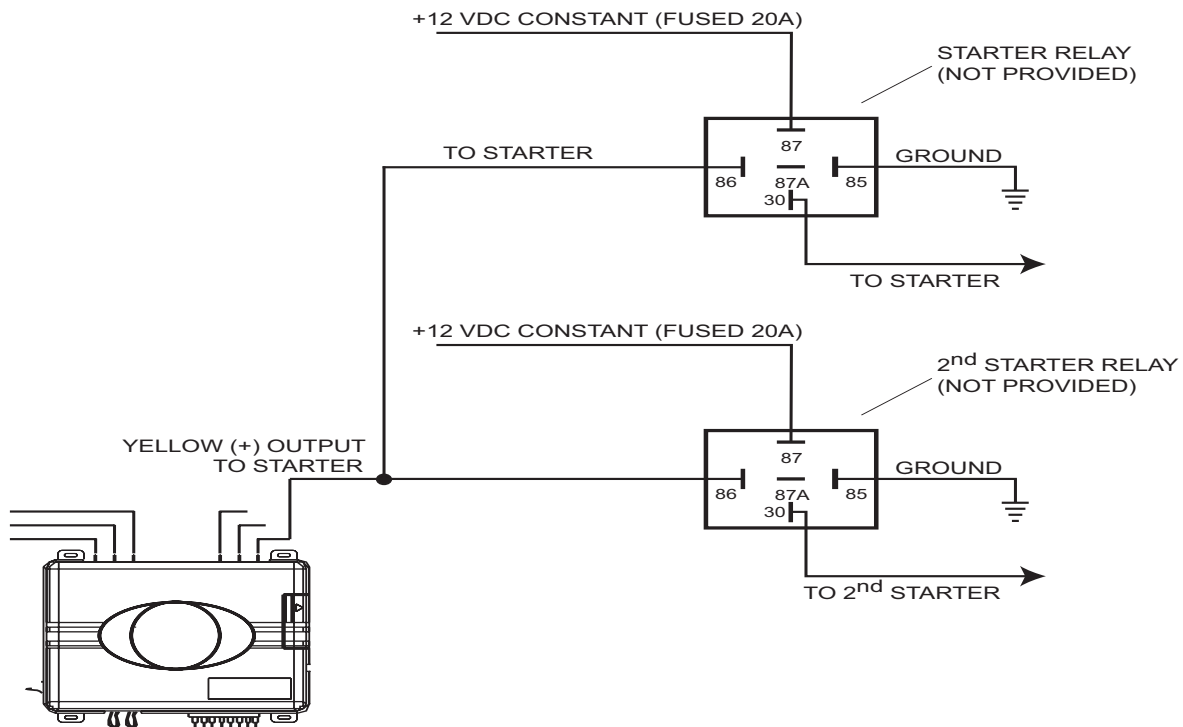 +12 VDC CONSTANT (FUSED 20A)
STARTER RELAY
(NOT PROVIDED)
87
TO STARTER
GROUND
86
87A
85
30
TO STARTER
+12 VDC CONSTANT (FUSED 20A)
2nd STARTER RELAY
(NOT PROVIDED)
YELLOW (+) OUTPUT
TO STARTER
87
GROUND
86
87A
85
30
TO 2nd STARTER